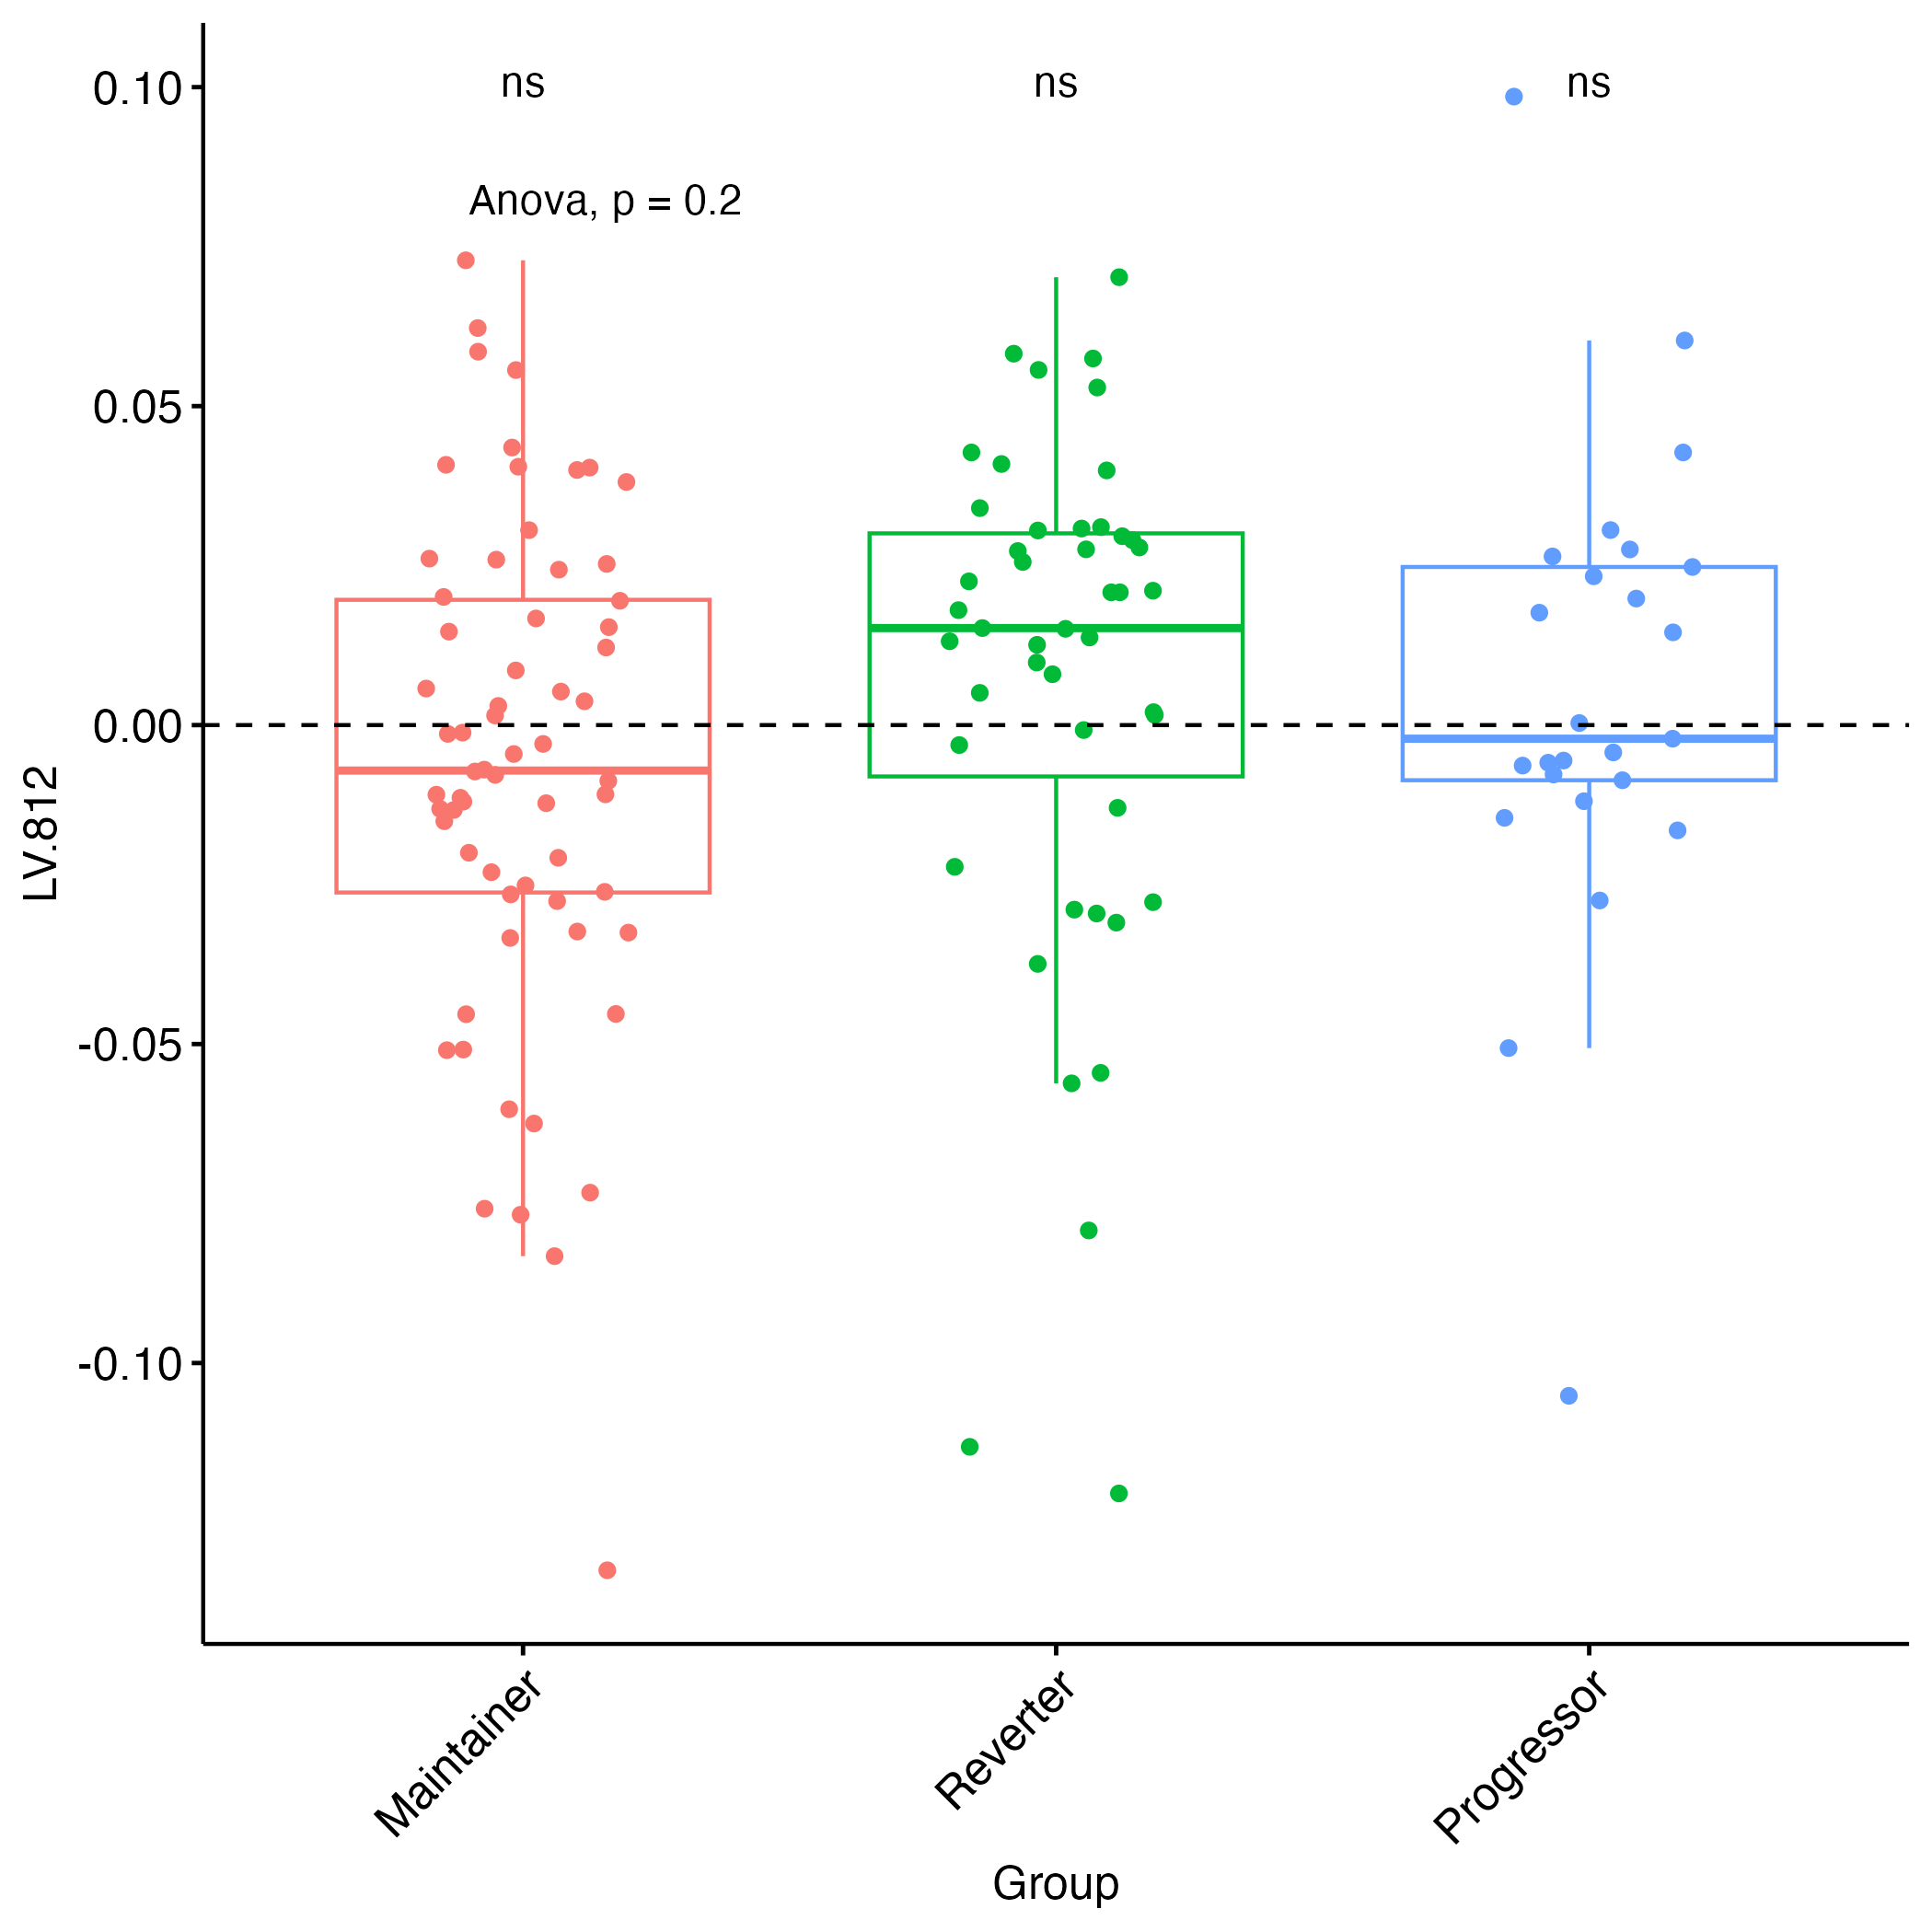 ns ns ns
Anova, p = 0.2
0.10
0.05
0.00
-0.05
-0.10
LV.812
Maintainer Reverter Progressor
Group